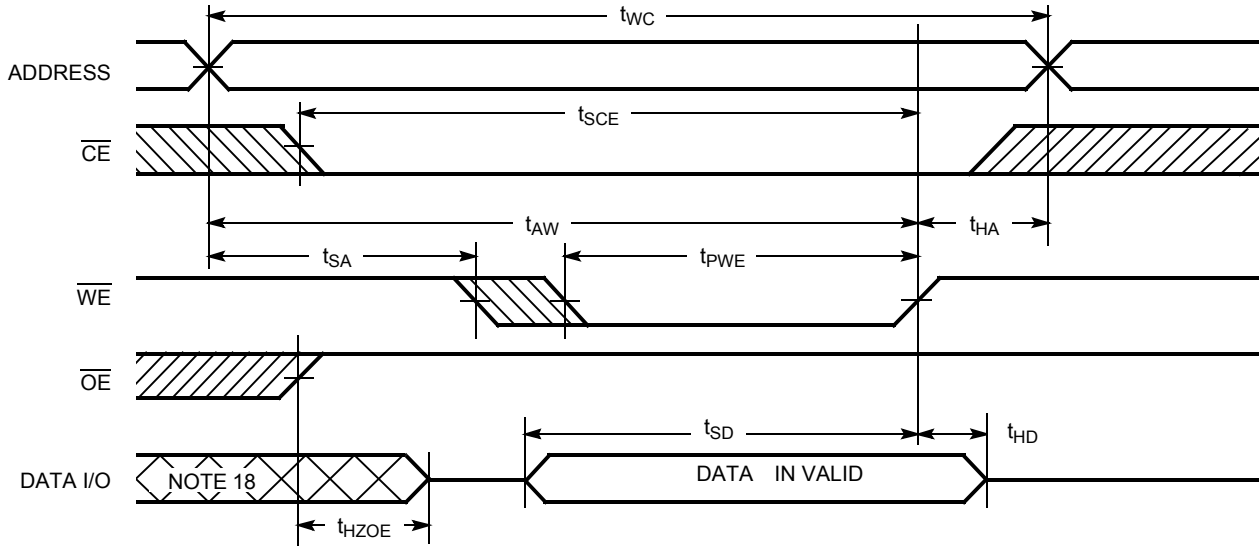 tWC
ADDRESS
tSCE
CE
tAW
tHA
tSA
tPWE
WE
OE
tSD
tHD
DATA I/O
NOTE 18
DATA IN VALID
tHZOE